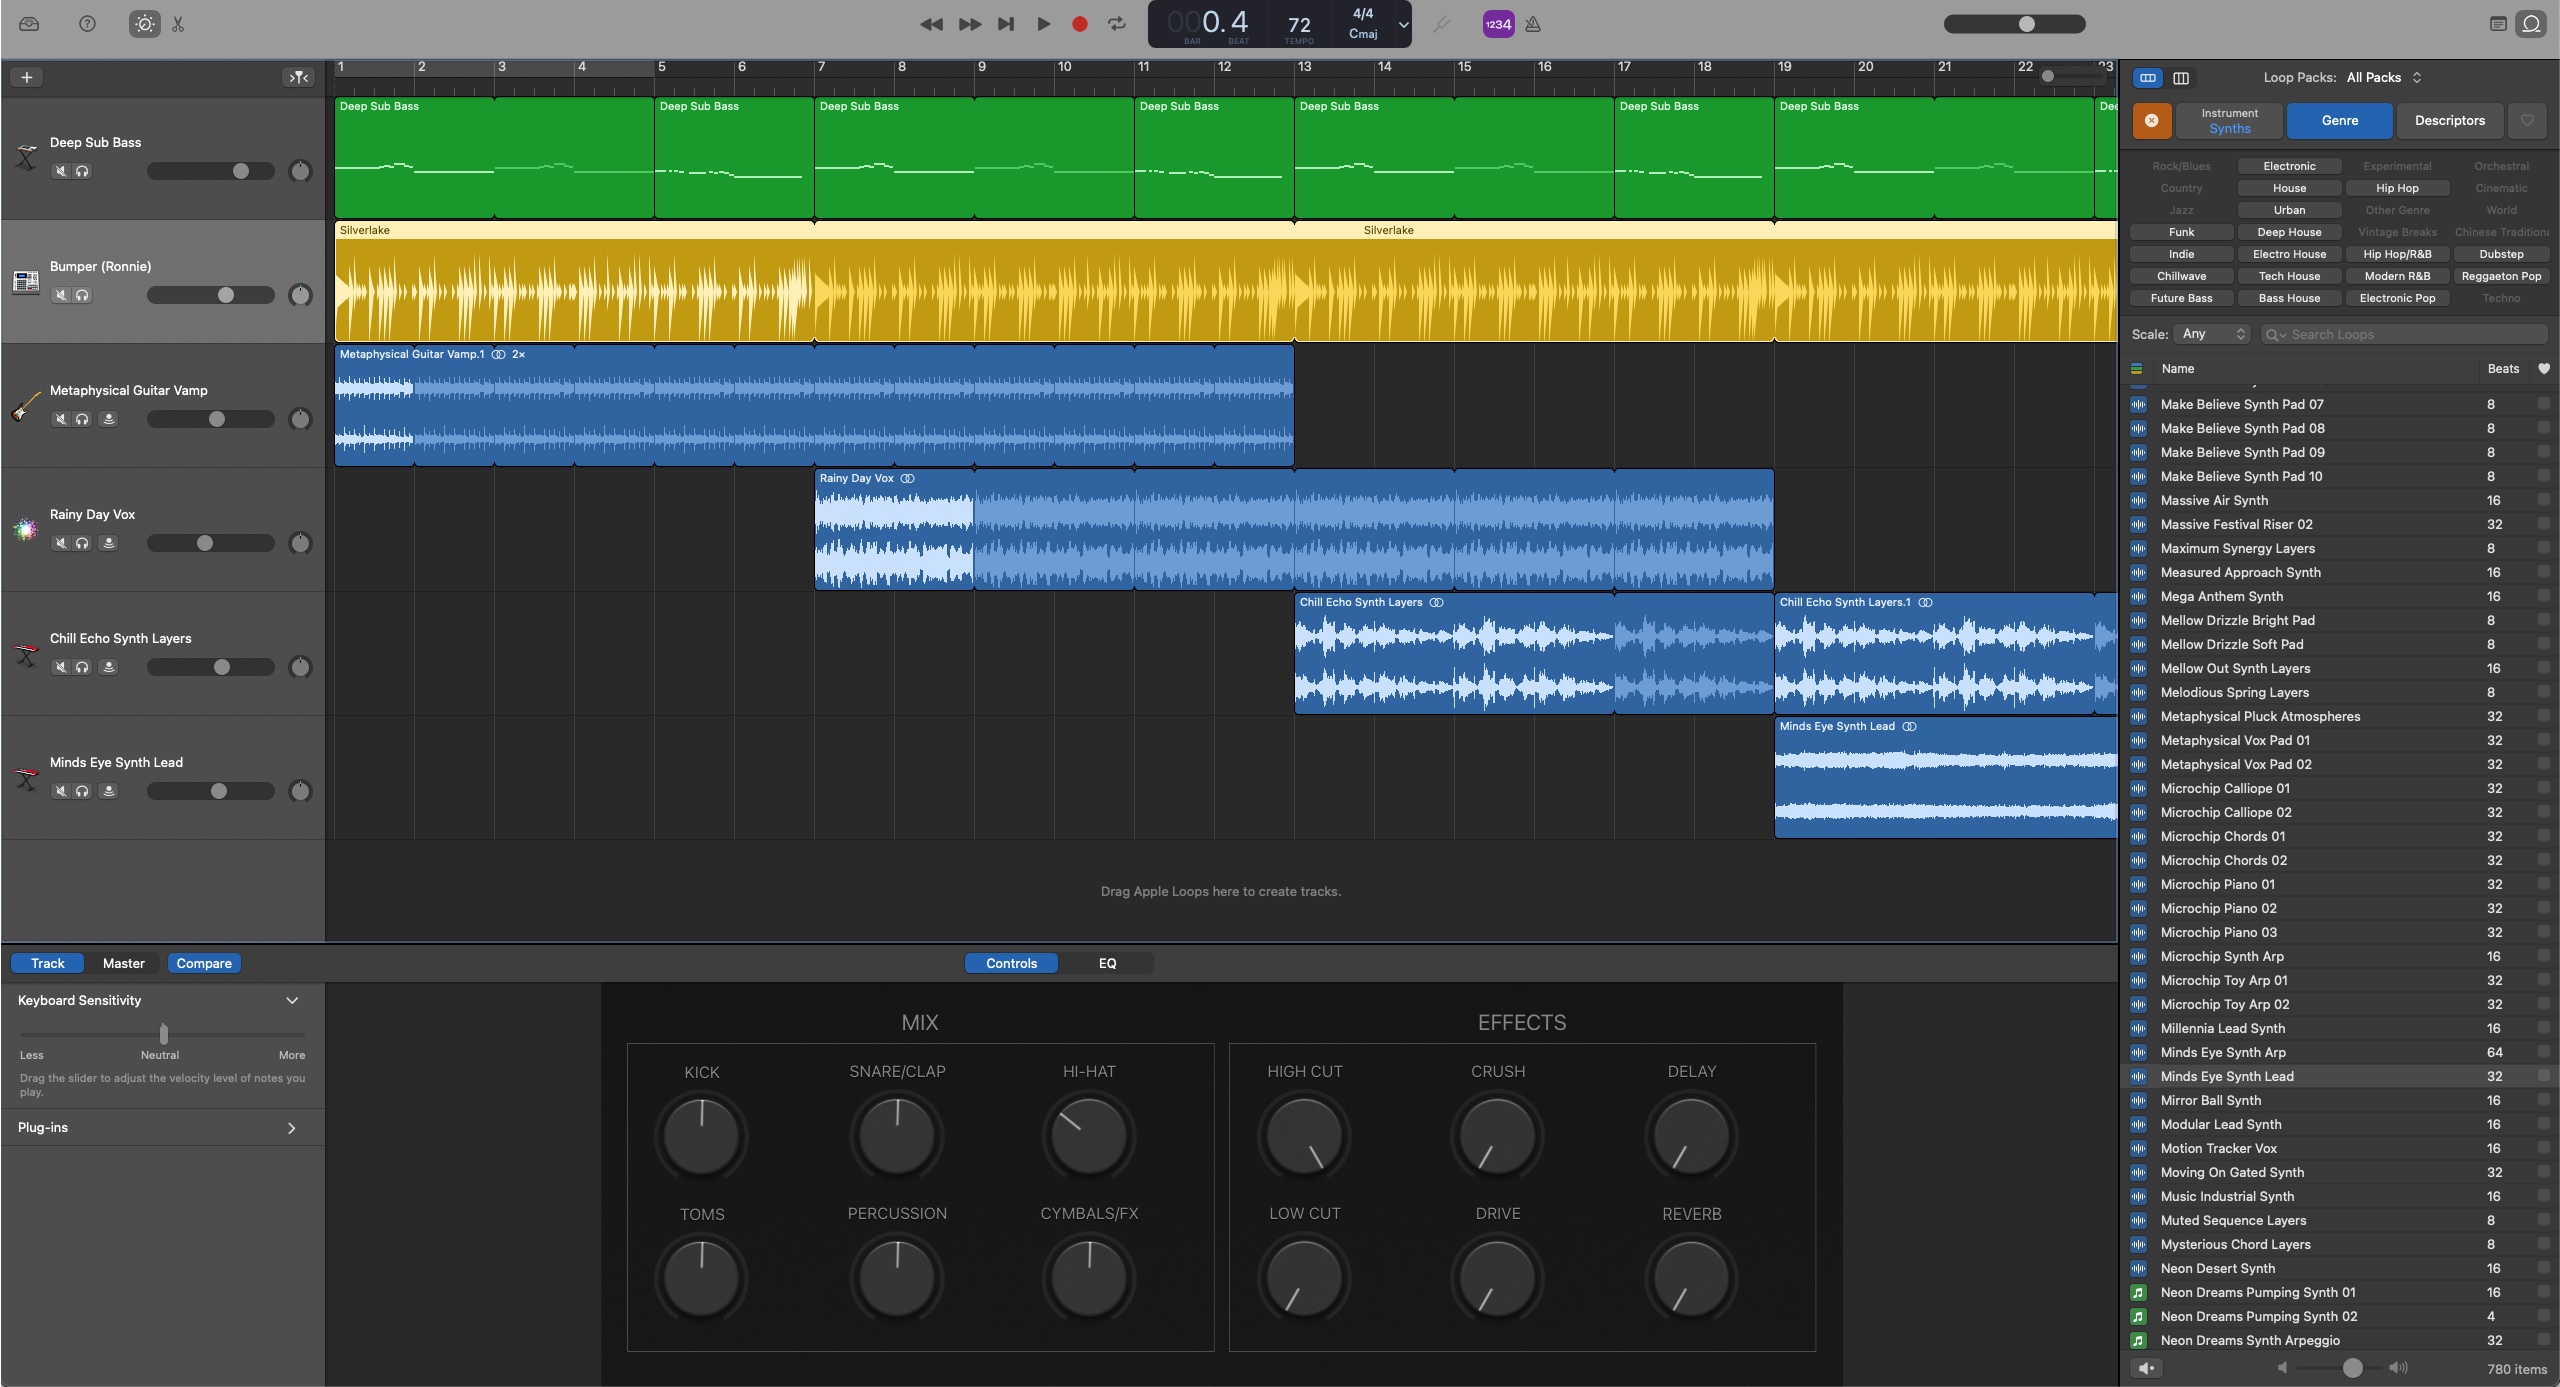 000.4 72 4/4 Cmaj
BAR BEAT TEMPO
1234
1 2 3 4 5 6 7 8 9 10 11 12 13 14 15 16 17 18 19 20 21 22 23
Deep Sub Bass
Deep Sub Bass Deep Sub Bass Deep Sub Bass Deep Sub Bass Deep Sub Bass Deep Sub Bass Deep Sub Bass Dee
Bumper (Ronnie)
Silverlake Silverlake
Metaphysical Guitar Vamp
Metaphysical Guitar Vamp.1 2×
Rainy Day Vox
Rainy Day Vox
Chill Echo Synth Layers
Chill Echo Synth Layers Chill Echo Synth Layers.1
Minds Eye Synth Lead
Minds Eye Synth Lead
Drag Apple Loops here to create tracks.
Track Master Compare Controls EQ
Keyboard Sensitivity
Less Neutral More
Drag the slider to adjust the velocity level of notes you
play.
Plug-ins
MIX
KICK SNARE/CLAP HI-HAT
TOMS PERCUSSION CYMBALS/FX
EFFECTS
HIGH CUT CRUSH DELAY
LOW CUT DRIVE REVERB
Loop Packs: All Packs
Instrument
Synths
Genre Descriptors
Rock/Blues Electronic Experimental Orchestral
Country House Hip Hop Cinematic
Jazz Urban Other Genre World
Funk Deep House Vintage Breaks Chinese Tradition
Indie Electro House Hip Hop/R&B Dubstep
Chillwave Tech House Modern R&B Reggaeton Pop
Future Bass Bass House Electronic Pop Techno
Scale: Any Search Loops
Name Beats
Make Believe Synth Pad 07 8
Make Believe Synth Pad 08 8
Make Believe Synth Pad 09 8
Make Believe Synth Pad 10 8
Massive Air Synth 16
Massive Festival Riser 02 32
Maximum Synergy Layers 8
Measured Approach Synth 16
Mega Anthem Synth 16
Mellow Drizzle Bright Pad 8
Mellow Drizzle Soft Pad 8
Mellow Out Synth Layers 16
Melodious Spring Layers 8
Metaphysical Pluck Atmospheres 32
Metaphysical Vox Pad 01 32
Metaphysical Vox Pad 02 32
Microchip Calliope 01 32
Microchip Calliope 02 32
Microchip Chords 01 32
Microchip Chords 02 32
Microchip Piano 01 32
Microchip Piano 02 32
Microchip Piano 03 32
Microchip Synth Arp 16
Microchip Toy Arp 01 32
Microchip Toy Arp 02 32
Millennia Lead Synth 16
Minds Eye Synth Arp 64
Minds Eye Synth Lead 32
Mirror Ball Synth 16
Modular Lead Synth 16
Motion Tracker Vox 16
Moving On Gated Synth 32
Music Industrial Synth 16
Muted Sequence Layers 8
Mysterious Chord Layers 8
Neon Desert Synth 16
Neon Dreams Pumping Synth 01 16
Neon Dreams Pumping Synth 02 4
Neon Dreams Synth Arpeggio 32
780 items